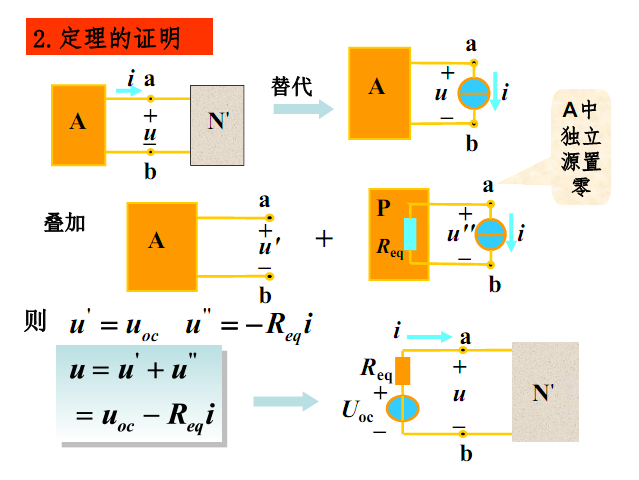 2.定理的证明
i a
A
+
u
−
N'
b
替代
a
A
+
u
−
i
b
A中
独立
源置
零
叠加
a
A
+
u'
−
b
+
a
P
Req
+
u''
−
i
b
则 u' = uoc u'' = −Req i
u = u' + u''
= uoc − Req i
i a
Req
+
Uoc
−
+
u
−
N'
b